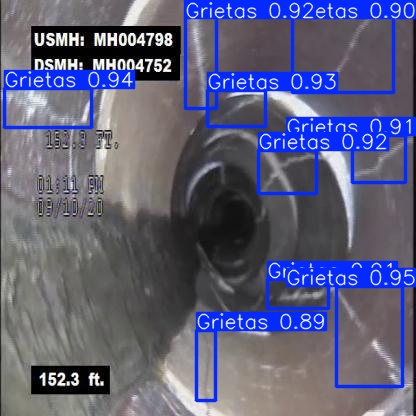 Grietas 0.92
etas 0.90
USMH: MH004798
DSMH: MH004752
Grietas 0.94
Grietas 0.93
Grietas 0.91
152.3 FT.
Grietas 0.92
01:11 PM
09/10/20
Grietas 0.95
Grietas 0.89
152.3 ft.